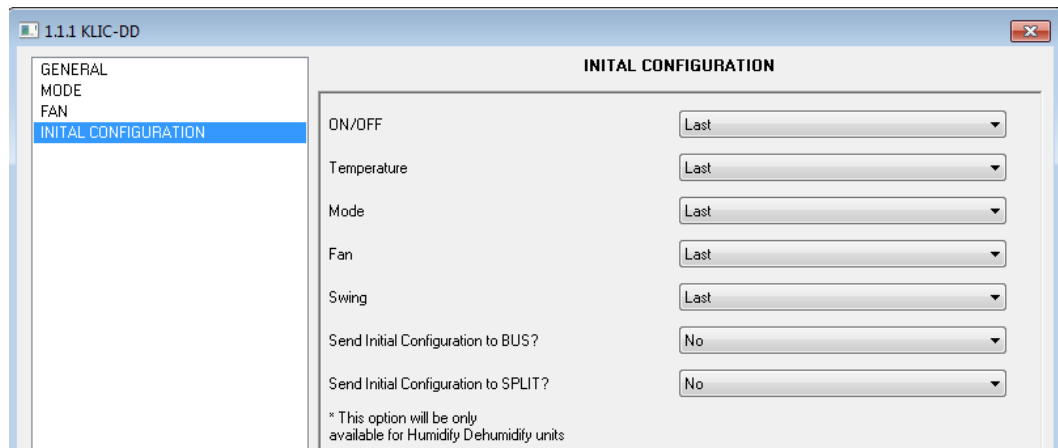 1.1.1 KLIC-DD
GENERAL
MODE
FAN
INITAL CONFIGURATION
INITAL CONFIGURATION
ON/OFF Last
Temperature Last
Mode Last
Fan Last
Swing Last
Send Initial Configuration to BUS? No
Send Initial Configuration to SPLIT? No
* This option will be only
available for Humidify Dehumidify units